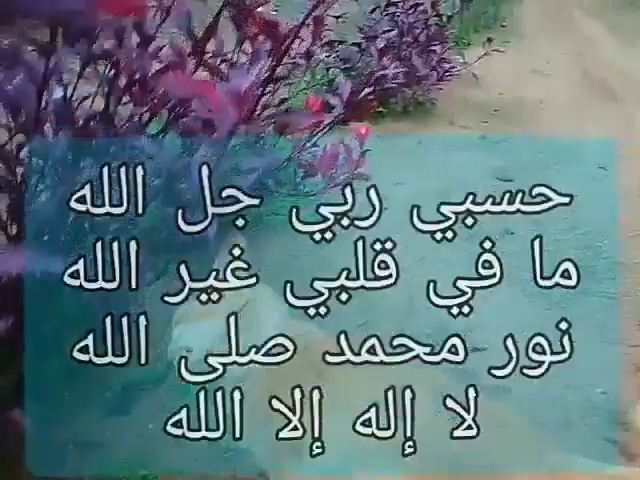 حسبي ربي جل الله
ما في قلبي غير الله
نور محمد صلى الله
لا إله إلا الله